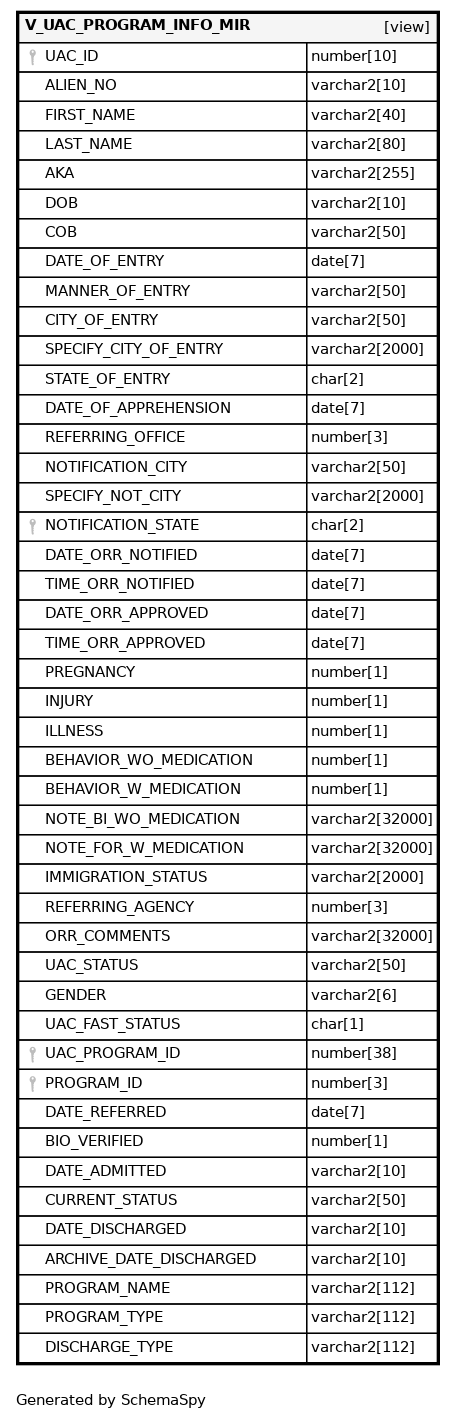 V_UAC_PROGRAM_INFO_MIR [view]
UAC_ID number[10]
ALIEN_NO varchar2[10]
FIRST_NAME varchar2[40]
LAST_NAME varchar2[80]
AKA varchar2[255]
DOB varchar2[10]
COB varchar2[50]
DATE_OF_ENTRY date[7]
MANNER_OF_ENTRY varchar2[50]
CITY_OF_ENTRY varchar2[50]
SPECIFY_CITY_OF_ENTRY varchar2[2000]
STATE_OF_ENTRY char[2]
DATE_OF_APPREHENSION date[7]
REFERRING_OFFICE number[3]
NOTIFICATION_CITY varchar2[50]
SPECIFY_NOT_CITY varchar2[2000]
NOTIFICATION_STATE char[2]
DATE_ORR_NOTIFIED date[7]
TIME_ORR_NOTIFIED date[7]
DATE_ORR_APPROVED date[7]
TIME_ORR_APPROVED date[7]
PREGNANCY number[1]
INJURY number[1]
ILLNESS number[1]
BEHAVIOR_WO_MEDICATION number[1]
BEHAVIOR_W_MEDICATION number[1]
NOTE_BI_WO_MEDICATION varchar2[32000]
NOTE_FOR_W_MEDICATION varchar2[32000]
IMMIGRATION_STATUS varchar2[2000]
REFERRING_AGENCY number[3]
ORR_COMMENTS varchar2[32000]
UAC_STATUS varchar2[50]
GENDER varchar2[6]
UAC_FAST_STATUS char[1]
UAC_PROGRAM_ID number[38]
PROGRAM_ID number[3]
DATE_REFERRED date[7]
BIO_VERIFIED number[1]
DATE_ADMITTED varchar2[10]
CURRENT_STATUS varchar2[50]
DATE_DISCHARGED varchar2[10]
ARCHIVE_DATE_DISCHARGED varchar2[10]
PROGRAM_NAME varchar2[112]
PROGRAM_TYPE varchar2[112]
DISCHARGE_TYPE varchar2[112]
Generated by SchemaSpy